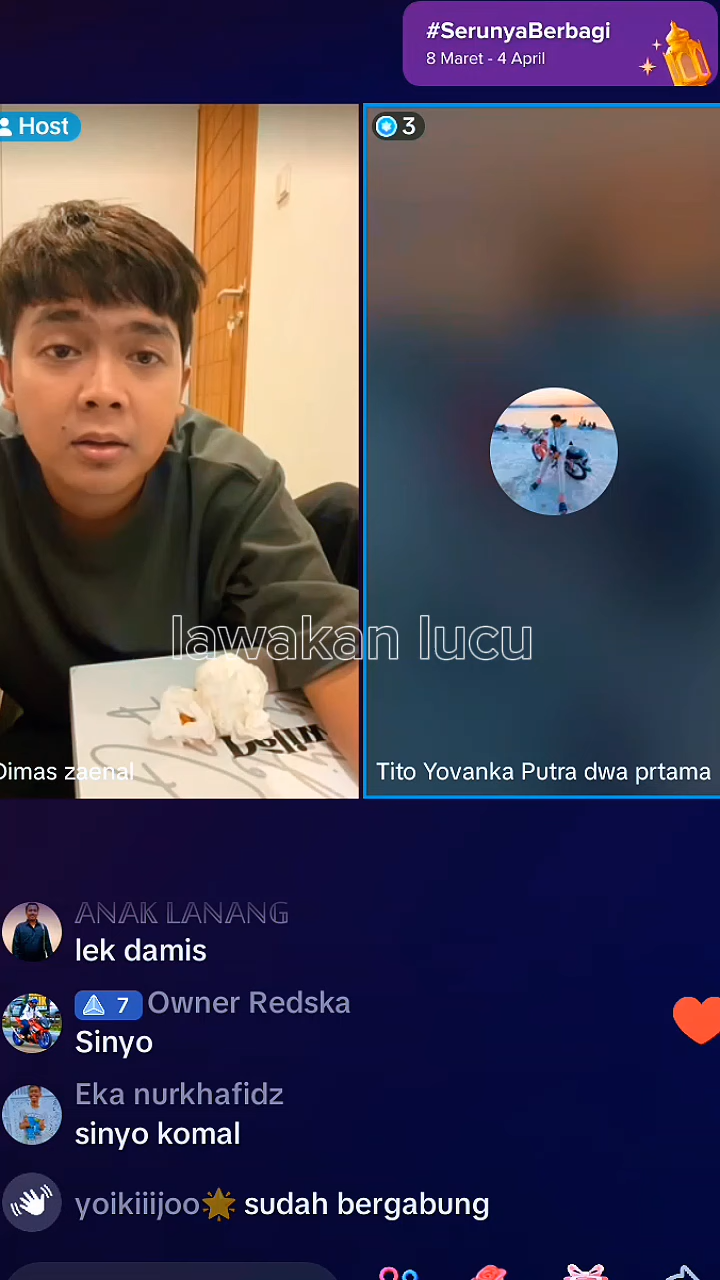 #SerunyaBerbagi
8 Maret - 4 April
Host
3
lawakan lucu
Dimas zaenal
Tito Yovanka Putra dwa prtama
ANAK LANANG
lek damis
7 Owner Redska
Sinyo
Eka nurkhafidz
sinyo komal
yoikiiijoo🌟 sudah bergabung